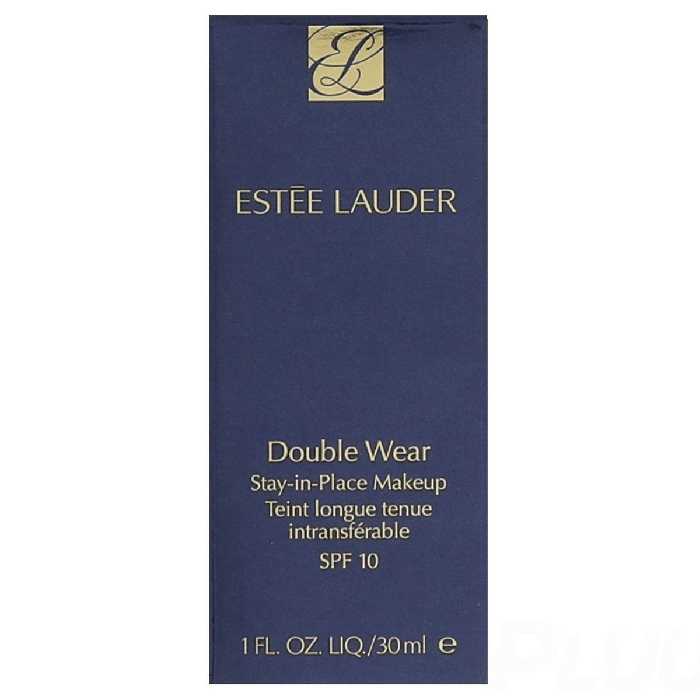 EL
ESTĒE LAUDER
Double Wear
Stay-in-Place Makeup
Teint longue tenue
intransférable
SPF 10
1 FL. OZ. LIQ./30 ml ℮